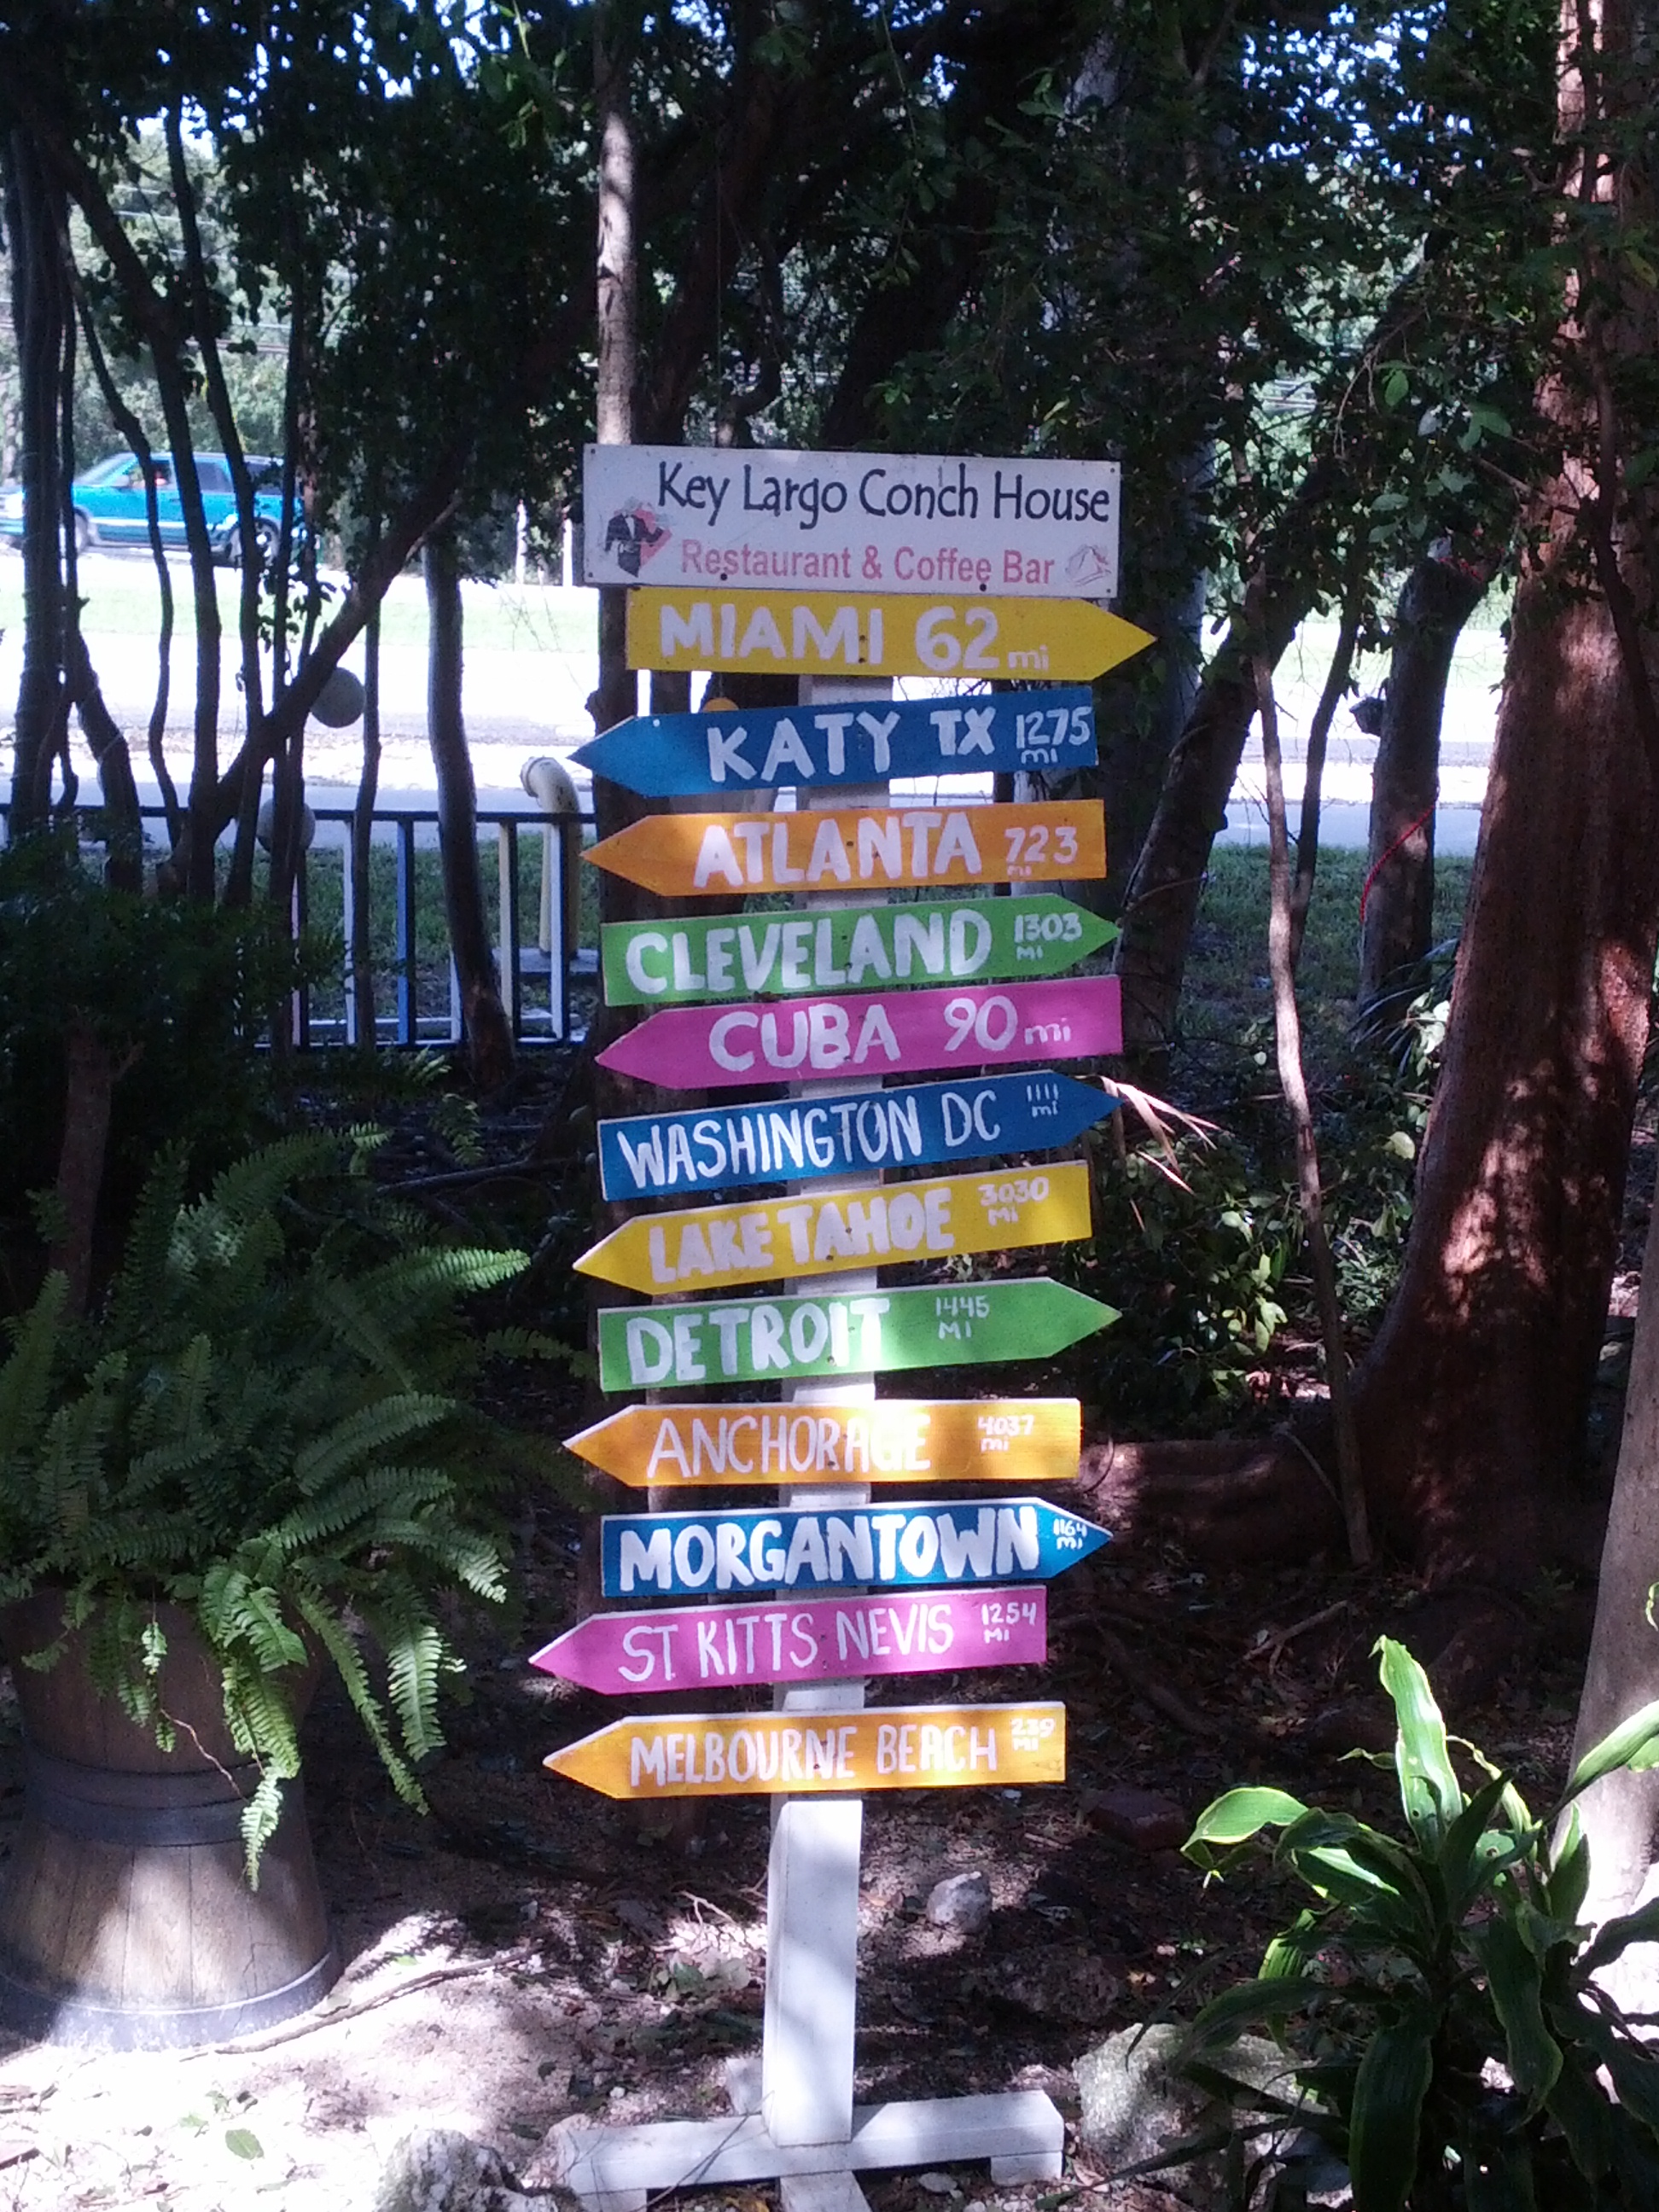 Key Largo Conch House
Restaurant & Coffee Bar
MIAMI 62 mi
KATY TX 1275 mi
ATLANTA 723 mi
CLEVELAND 1303 MI
CUBA 90 mi
WASHINGTON DC 1111 mi
LAKE TAHOE 3030 Mi
DETROIT 1445 MI
ANCHORAGE 4037 mi
MORGANTOWN 1164 mi
ST KITTS NEVIS 1254 MI
MELBOURNE BEACH 239 MI